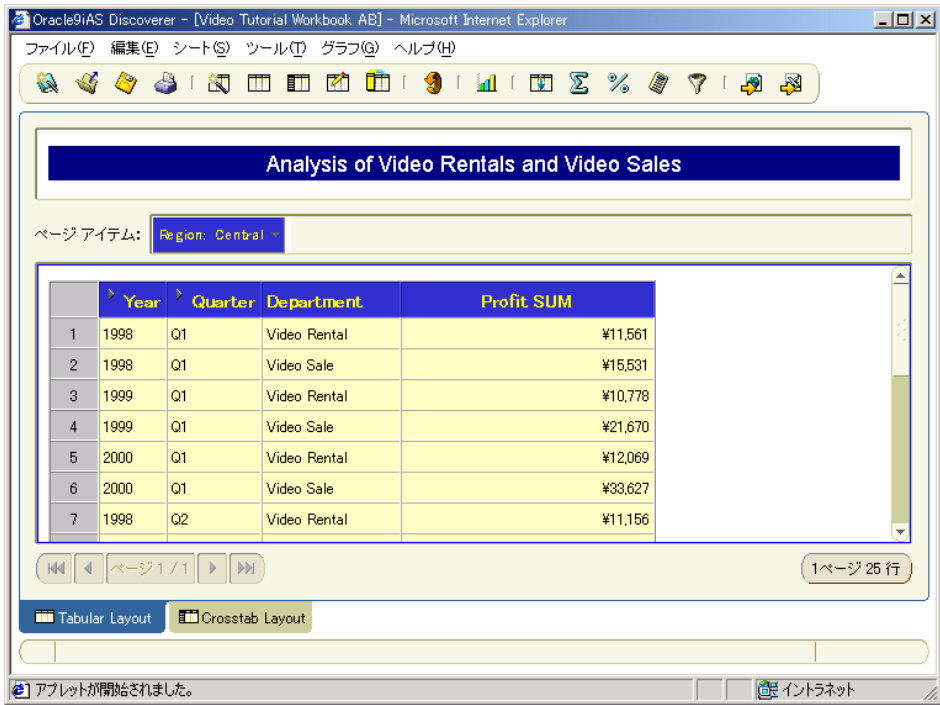 Oracle9iAS Discoverer - [Video Tutorial Workbook AB] - Microsoft Internet Explorer
ファイル(F) 編集(E) シート(S) ツール(T) グラフ(G) ヘルプ(H)
Analysis of Video Rentals and Video Sales
ページ アイテム: Region: Central
Year Quarter Department Profit SUM
1 1998 Q1 Video Rental ¥11,561
2 1998 Q1 Video Sale ¥15,531
3 1999 Q1 Video Rental ¥10,778
4 1999 Q1 Video Sale ¥21,670
5 2000 Q1 Video Rental ¥12,069
6 2000 Q1 Video Sale ¥33,627
7 1998 Q2 Video Rental ¥11,156
ページ 1 / 1 1ページ 25 行
Tabular Layout Crosstab Layout
アプレットが開始されました。 イントラネット